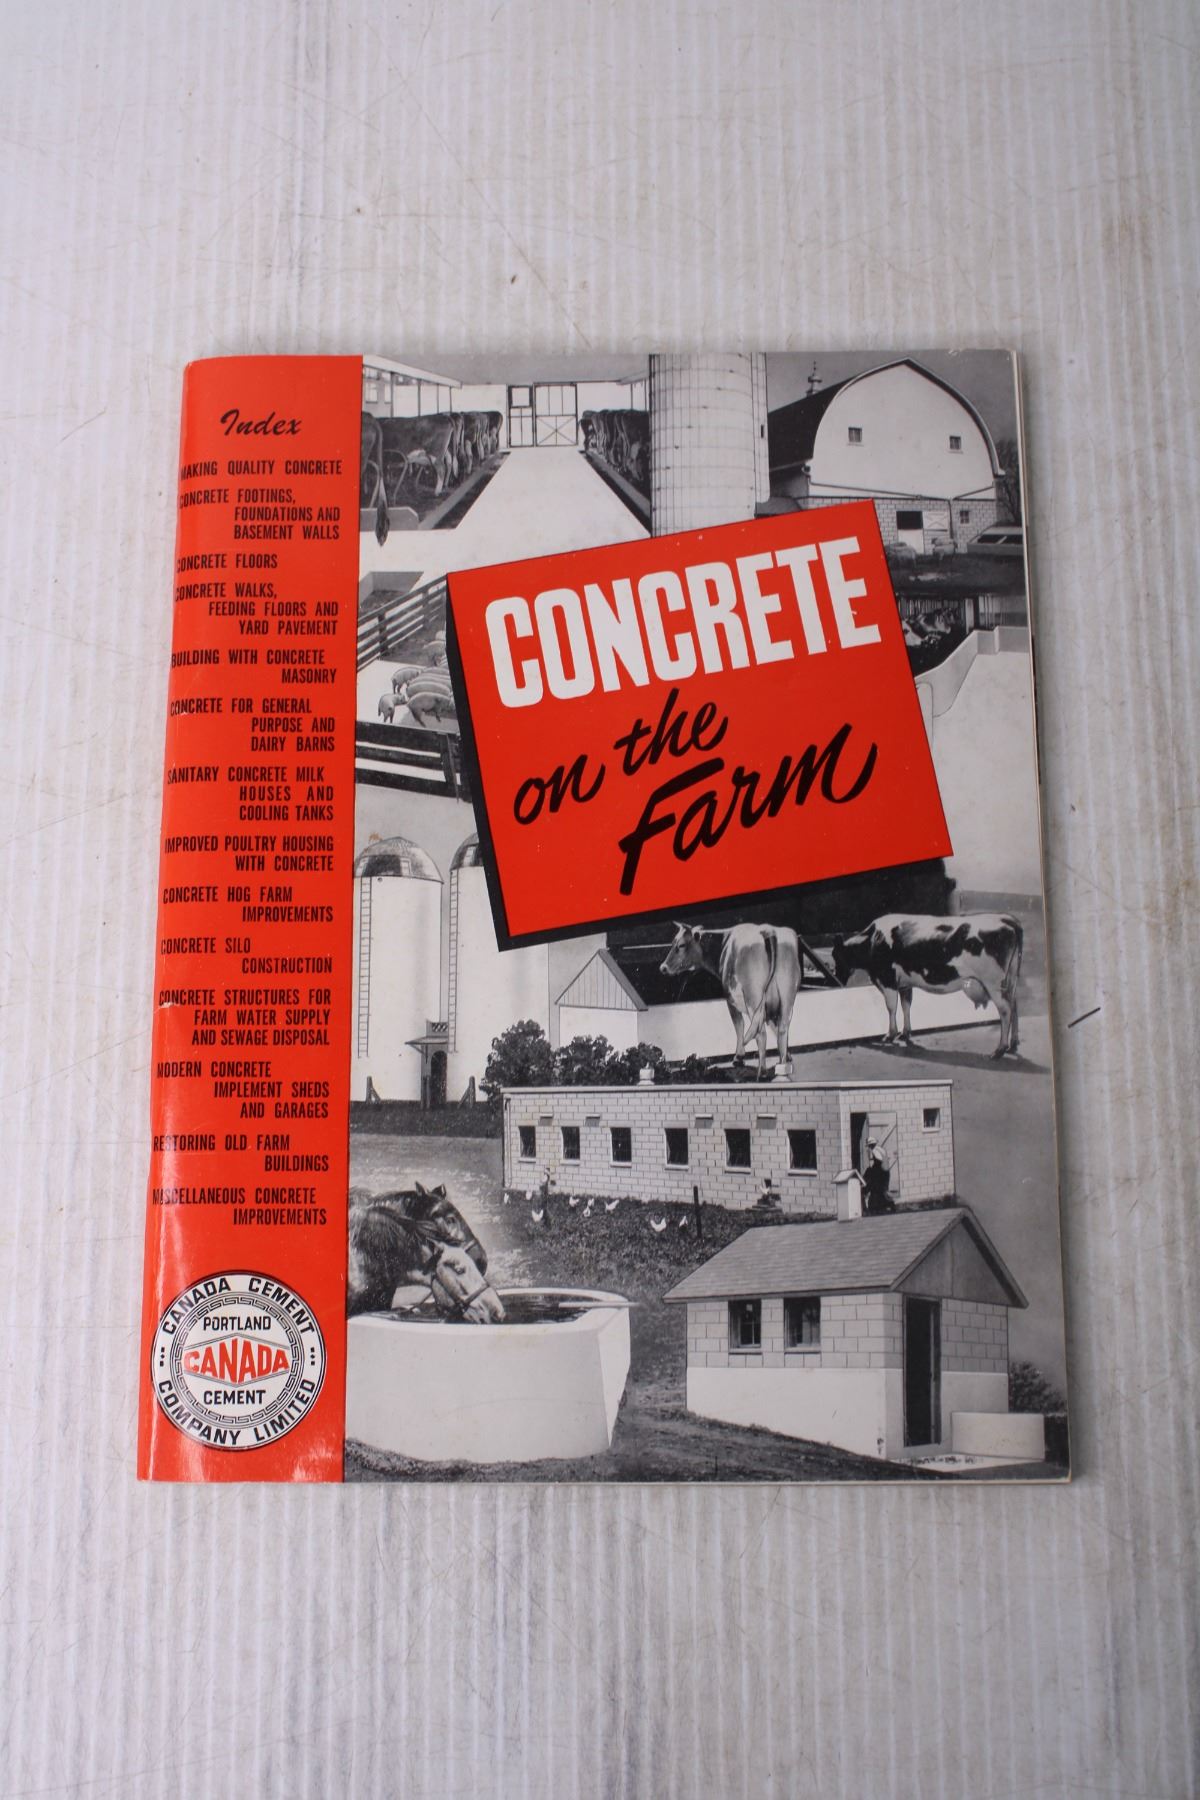 Index
MAKING QUALITY CONCRETE
CONCRETE FOOTINGS,
FOUNDATIONS AND
BASEMENT WALLS
CONCRETE FLOORS
CONCRETE WALKS,
FEEDING FLOORS AND
YARD PAVEMENT
BUILDING WITH CONCRETE
MASONRY
CONCRETE FOR GENERAL
PURPOSE AND
DAIRY BARNS
SANITARY CONCRETE MILK
HOUSES AND
COOLING TANKS
IMPROVED POULTRY HOUSING
WITH CONCRETE
CONCRETE HOG FARM
IMPROVEMENTS
CONCRETE SILO
CONSTRUCTION
CONCRETE STRUCTURES FOR
FARM WATER SUPPLY
AND SEWAGE DISPOSAL
MODERN CONCRETE
IMPLEMENT SHEDS
AND GARAGES
RESTORING OLD FARM
BUILDINGS
MISCELLANEOUS CONCRETE
IMPROVEMENTS
CANADA CEMENT
PORTLAND
CANADA
CEMENT
COMPANY LIMITED
CONCRETE
on the
Farm